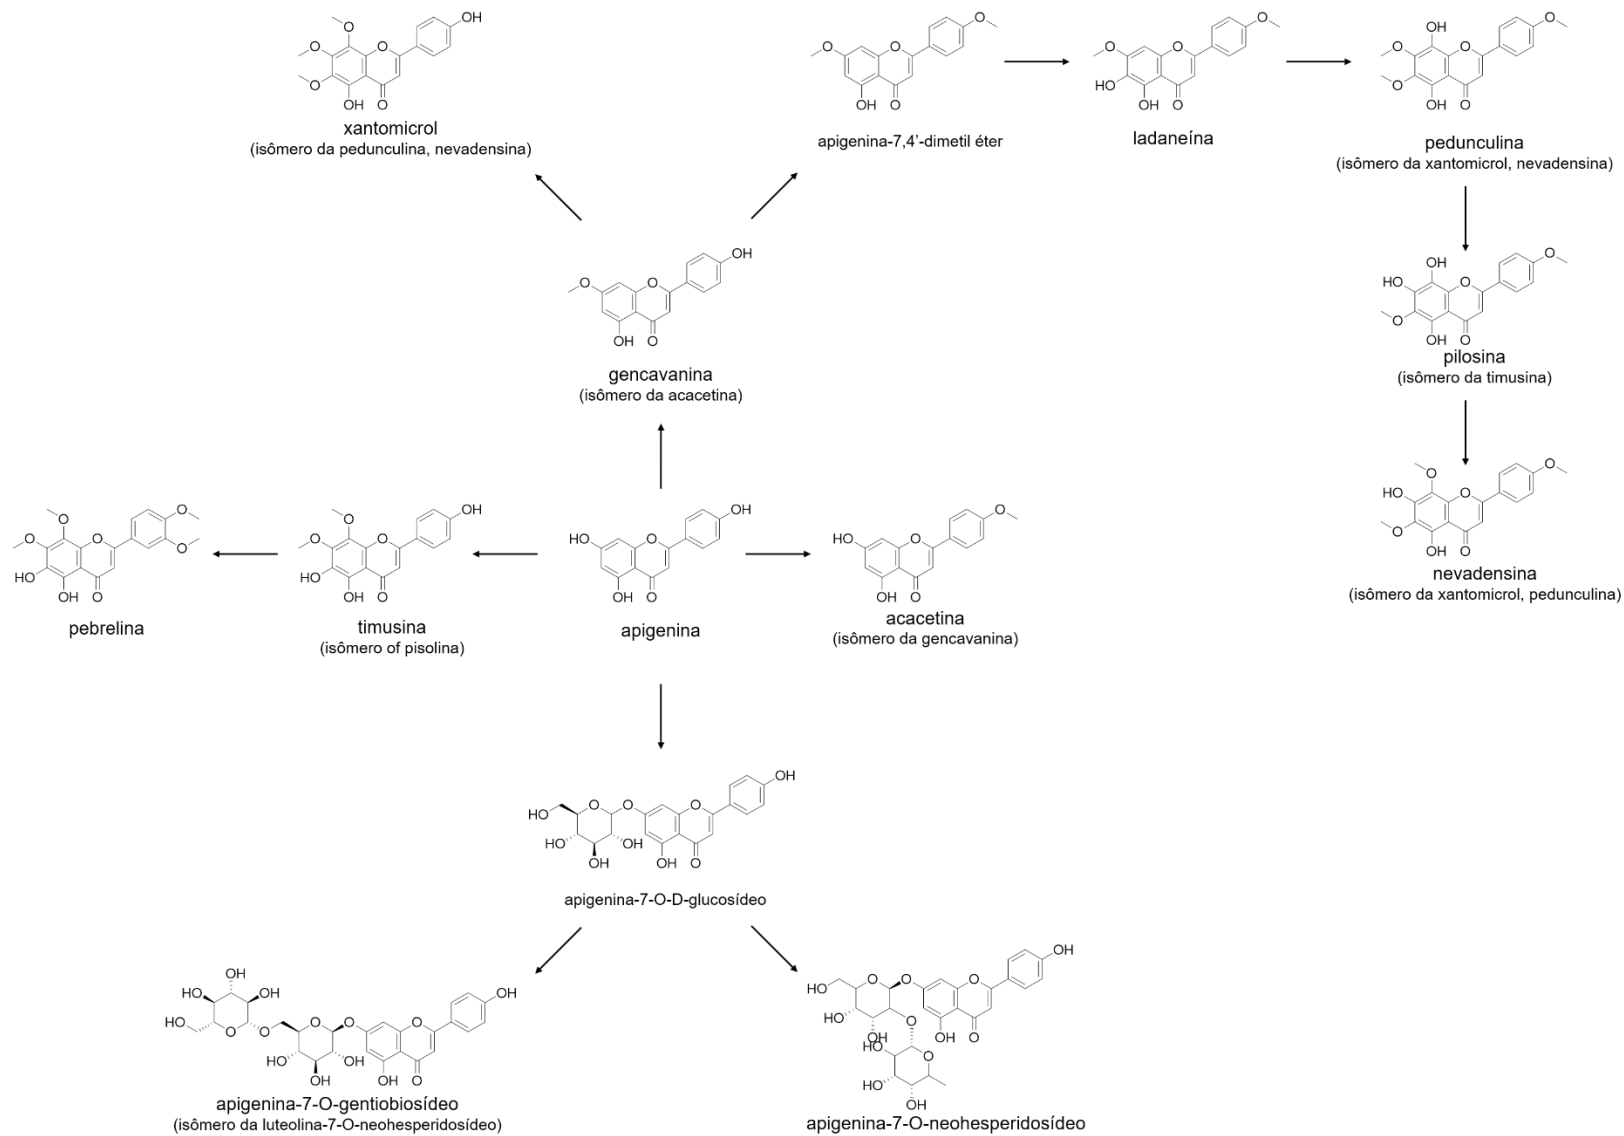 xantomicrol
(isômero da pedunculina, nevadensina)
apigenina-7,4’-dimetil éter
ladaneína
pedunculina
(isômero da xantomicrol, nevadensina)
gencavanina
(isômero da acacetina)
pilosina
(isômero da timusina)
nevadensina
(isômero da xantomicrol, pedunculina)
pebrelina
timusina
(isômero of pisolina)
apigenina
acacetina
(isômero da gencavanina)
apigenina-7-O-D-glucosídeo
apigenina-7-O-gentiobiosídeo
(isômero da luteolina-7-O-neohesperidosídeo)
apigenina-7-O-neohesperidosídeo